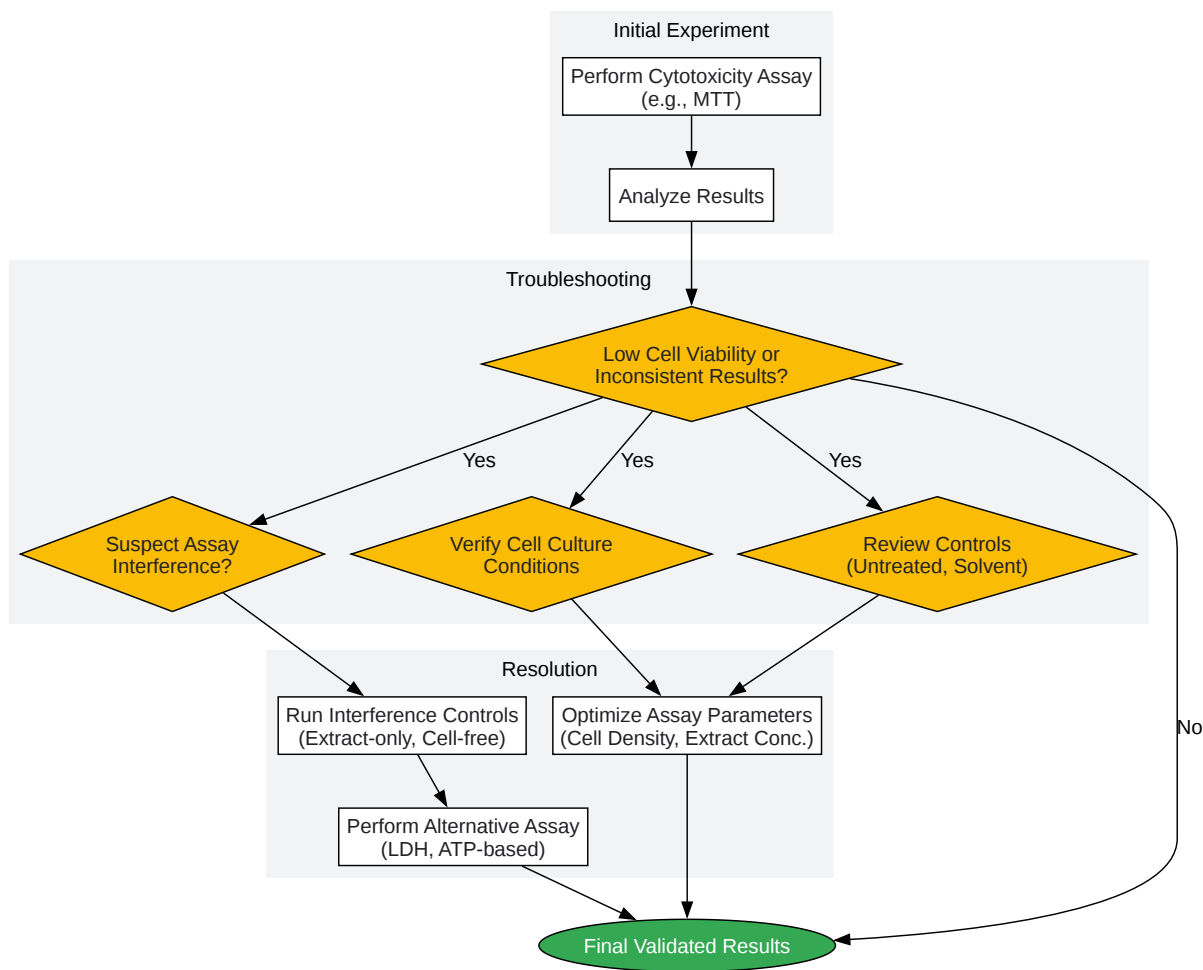 Initial Experiment
Perform Cytotoxicity Assay
(e.g., MTT)
Analyze Results
Troubleshooting
Low Cell Viability or
Inconsistent Results?
Yes
Yes
Yes
Suspect Assay
Interference?
Verify Cell Culture
Conditions
Review Controls
(Untreated, Solvent)
Resolution
Run Interference Controls
(Extract-only, Cell-free)
Optimize Assay Parameters
(Cell Density, Extract Conc.)
No
Perform Alternative Assay
(LDH, ATP-based)
Final Validated Results